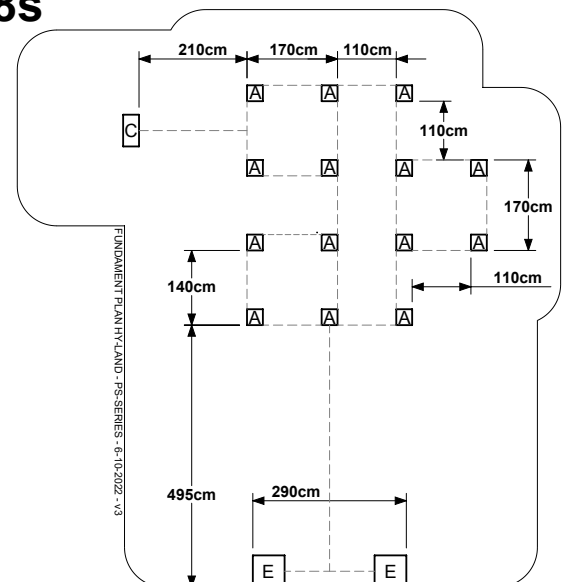 8s
210cm
170cm
110cm
A
A
A
110cm
C
A
A
A
A
170cm
A
A
A
A
140cm
110cm
A
A
A
FUNDAMENT PLAN HY-LAND - PS-SERIES - 6-10-2022 - v3
495cm
290cm
E
E